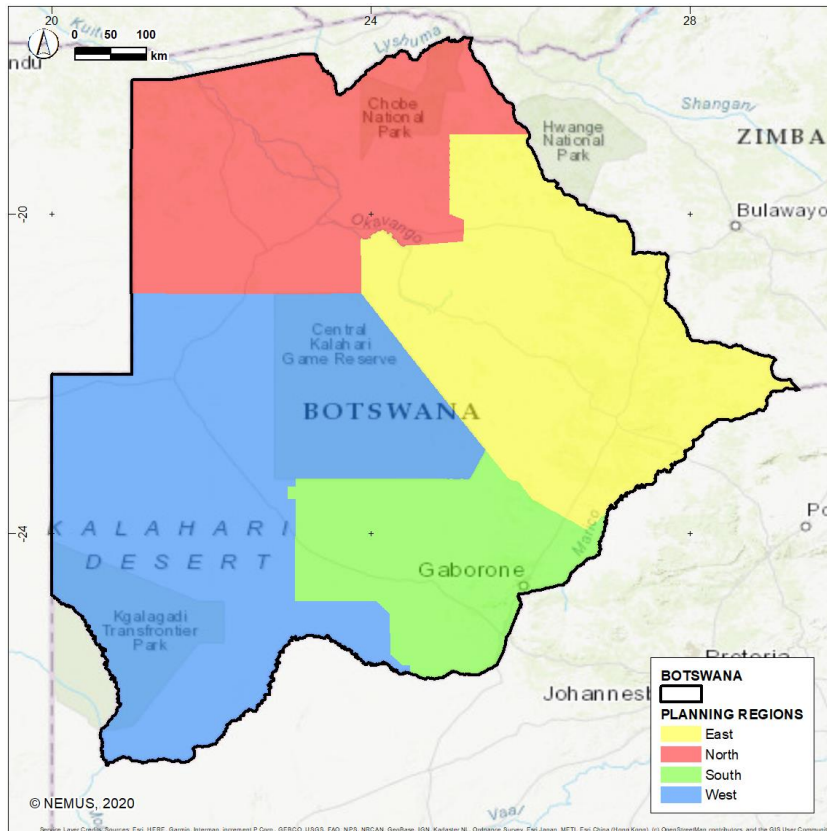 20
24
28
0
50
100
km
Lyshuma
ndu
Chobe
National
Park
Hwange
National
Park
Shangani
ZIMBA
-20
Okavango
Bulawayo
Central
Kalahari
Game Reserve
BOTSWANA
-24
KALAHARI
DESERT
Marico
Gaborone
Kgalagadi
Transfrontier
Park
Pretoria
Johannesb
Vaal
BOTSWANA
PLANNING REGIONS
East
North
South
West
© NEMUS, 2020